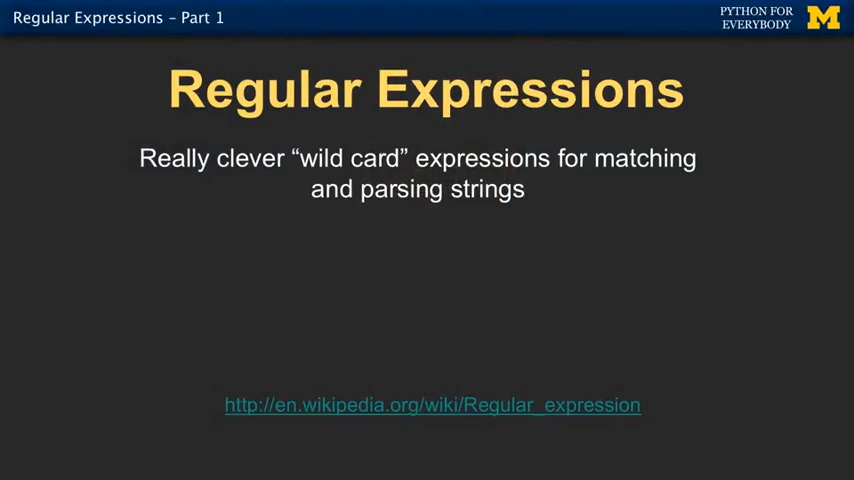 Regular Expressions – Part 1
PYTHON FOR
EVERYBODY
M
Regular Expressions
Really clever “wild card” expressions for matching
and parsing strings
http://en.wikipedia.org/wiki/Regular_expression